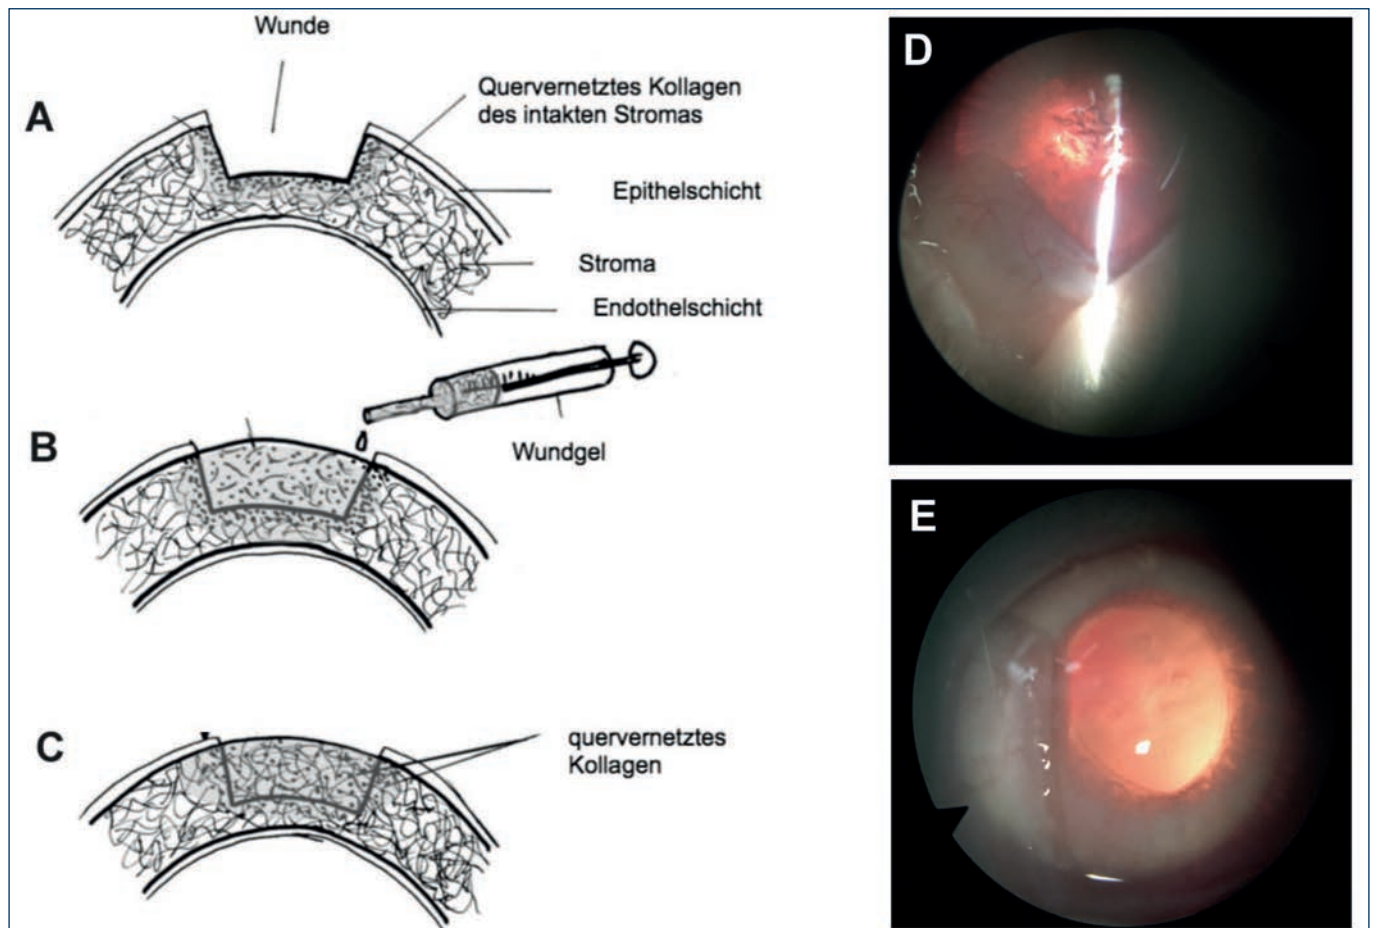 Wunde
A
Quervernetztes Kollagen
des intakten Stromas
Epithelschicht
Stroma
Endothelschicht
B
Wundgel
C
quervernetztes
Kollagen
D
E